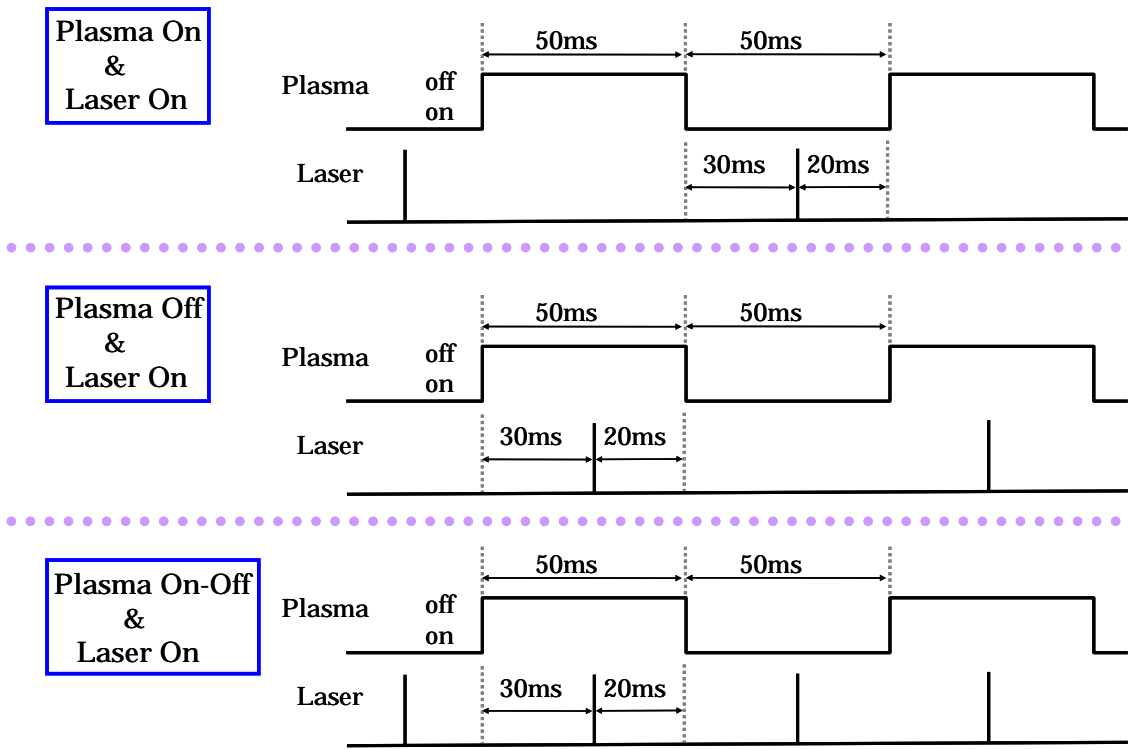 Plasma On
&
Laser On
50ms 50ms
Plasma off
on
Laser
30ms 20ms
Plasma Off
&
Laser On
50ms 50ms
Plasma off
on
Laser
30ms 20ms
Plasma On-Off
&
Laser On
50ms 50ms
Plasma off
on
Laser
30ms 20ms